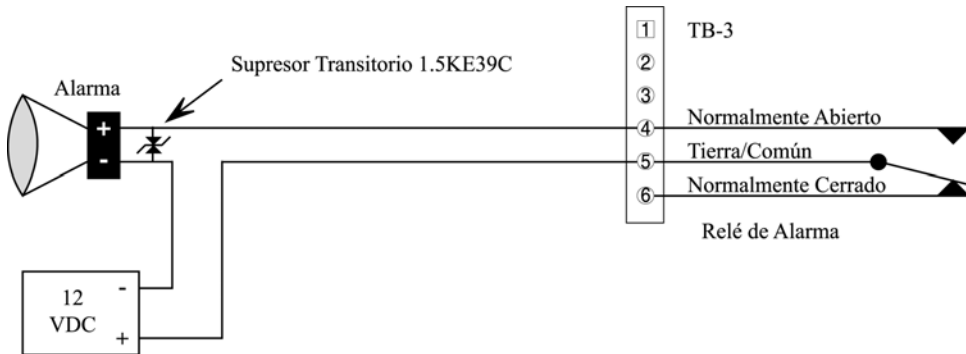 1 TB-3
2
Supresor Transitorio 1.5KE39C
Alarma
3
+
4 Normalmente Abierto
-
5 Tierra/Común
6 Normalmente Cerrado
Relé de Alarma
12
VDC
-
+